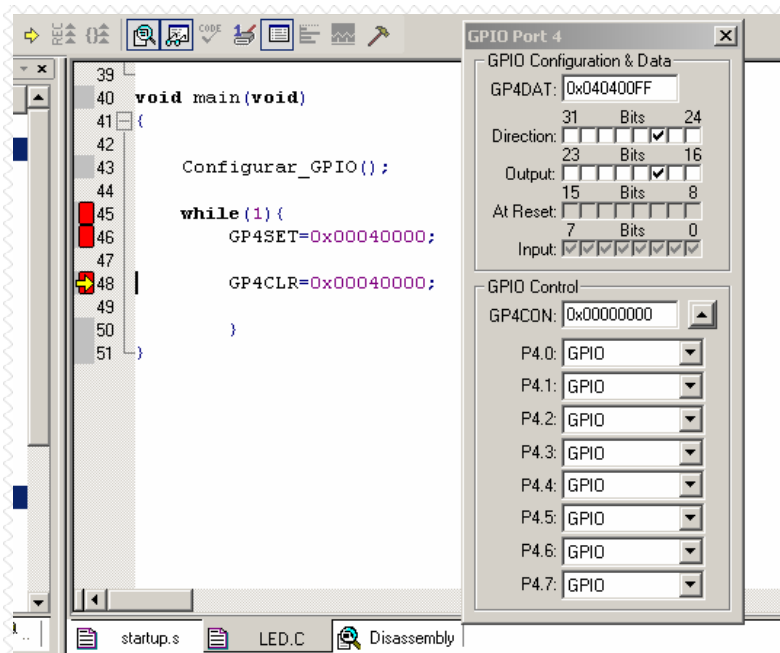 REC
CODE
39
40 void main(void)
41 {
42
43 Configurar_GPIO();
44
45 while(1){
46 GP4SET=0x00040000;
47
48 GP4CLR=0x00040000;
49
50 }
51 }
startup.s LED.C Disassembly
GPIO Port 4
GPIO Configuration & Data
GP4DAT: 0x040400FF
31 Bits 24
Direction:
23 Bits 16
Output:
15 Bits 8
At Reset:
7 Bits 0
Input:
GPIO Control
GP4CON: 0x00000000
P4.0: GPIO
P4.1: GPIO
P4.2: GPIO
P4.3: GPIO
P4.4: GPIO
P4.5: GPIO
P4.6: GPIO
P4.7: GPIO